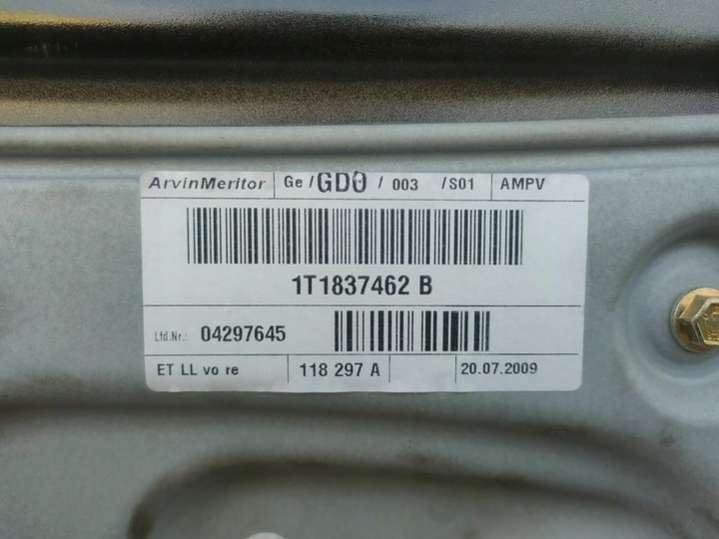 ArvinMeritor Ge / GD0 / 003 / S01 AMPV
1T1837462 B
Lfd.Nr.: 04297645
ET LL vo re 118 297 A 20.07.2009